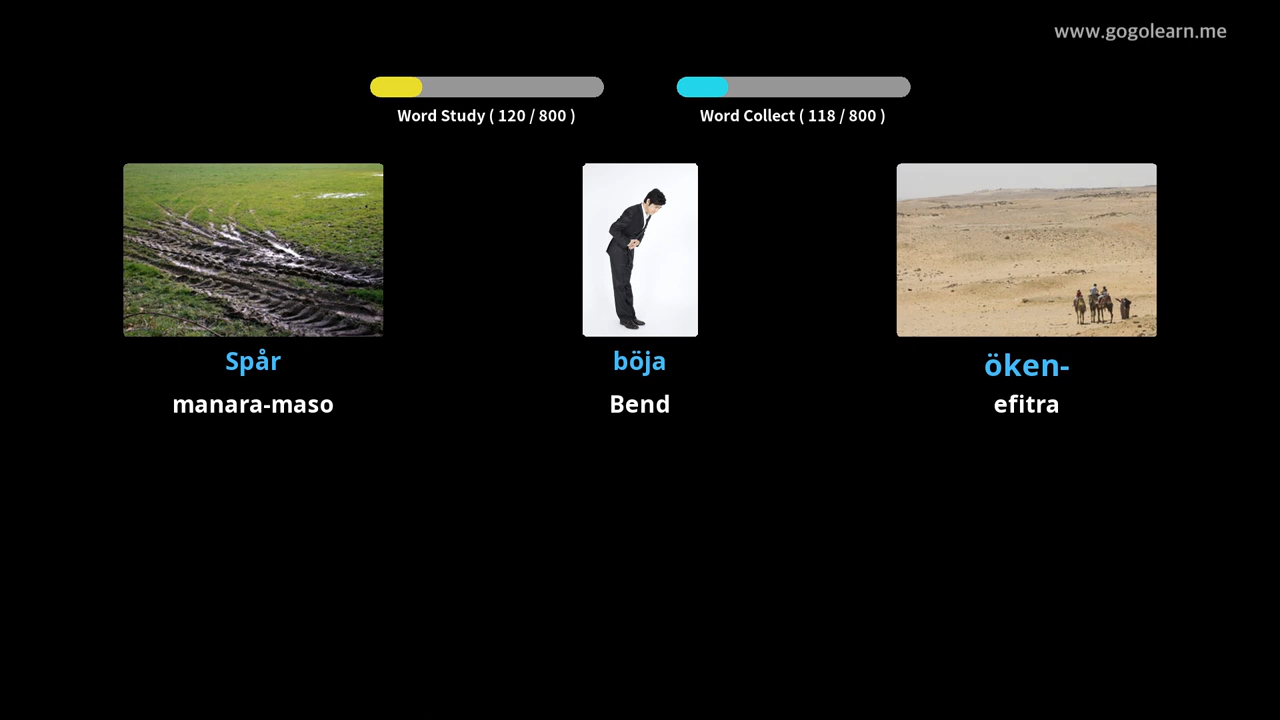 www.gogolearn.me
Word Study ( 120 / 800 )
Word Collect ( 118 / 800 )
Spår
böja
öken-
manara-maso
Bend
efitra